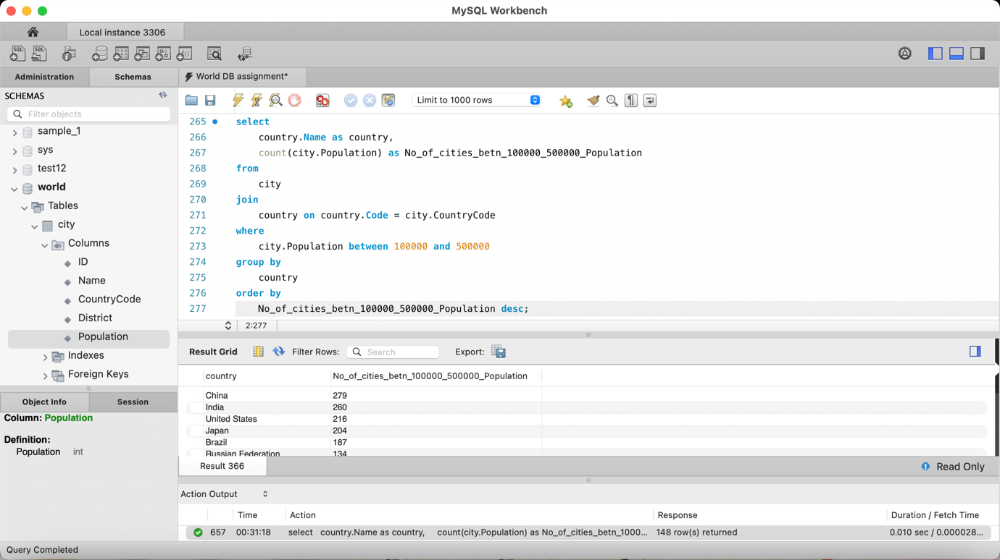 MySQL Workbench
Local instance 3306
Administration Schemas World DB assignment*
SCHEMAS
Filter objects
sample_1
sys
test12
world
Tables
city
Columns
ID
Name
CountryCode
District
Population
Indexes
Foreign Keys
Object Info Session
Column: Population
Definition:
Population int
Limit to 1000 rows
265 select
266 country.Name as country,
267 count(city.Population) as No_of_cities_betn_100000_500000_Population
268 from
269 city
270 join
271 country on country.Code = city.CountryCode
272 where
273 city.Population between 100000 and 500000
274 group by
275 country
276 order by
277 No_of_cities_betn_100000_500000_Population desc;
2:277
Result Grid Filter Rows: Search Export:
country No_of_cities_betn_100000_500000_Population
China 279
India 260
United States 216
Japan 204
Brazil 187
Russian Federation 134
Result 366 Read Only
Action Output
Time Action Response Duration / Fetch Time
657 00:31:18 select country.Name as country, count(city.Population) as No_of_cities_betn_1000... 148 row(s) returned 0.010 sec / 0.000028...
Query Completed